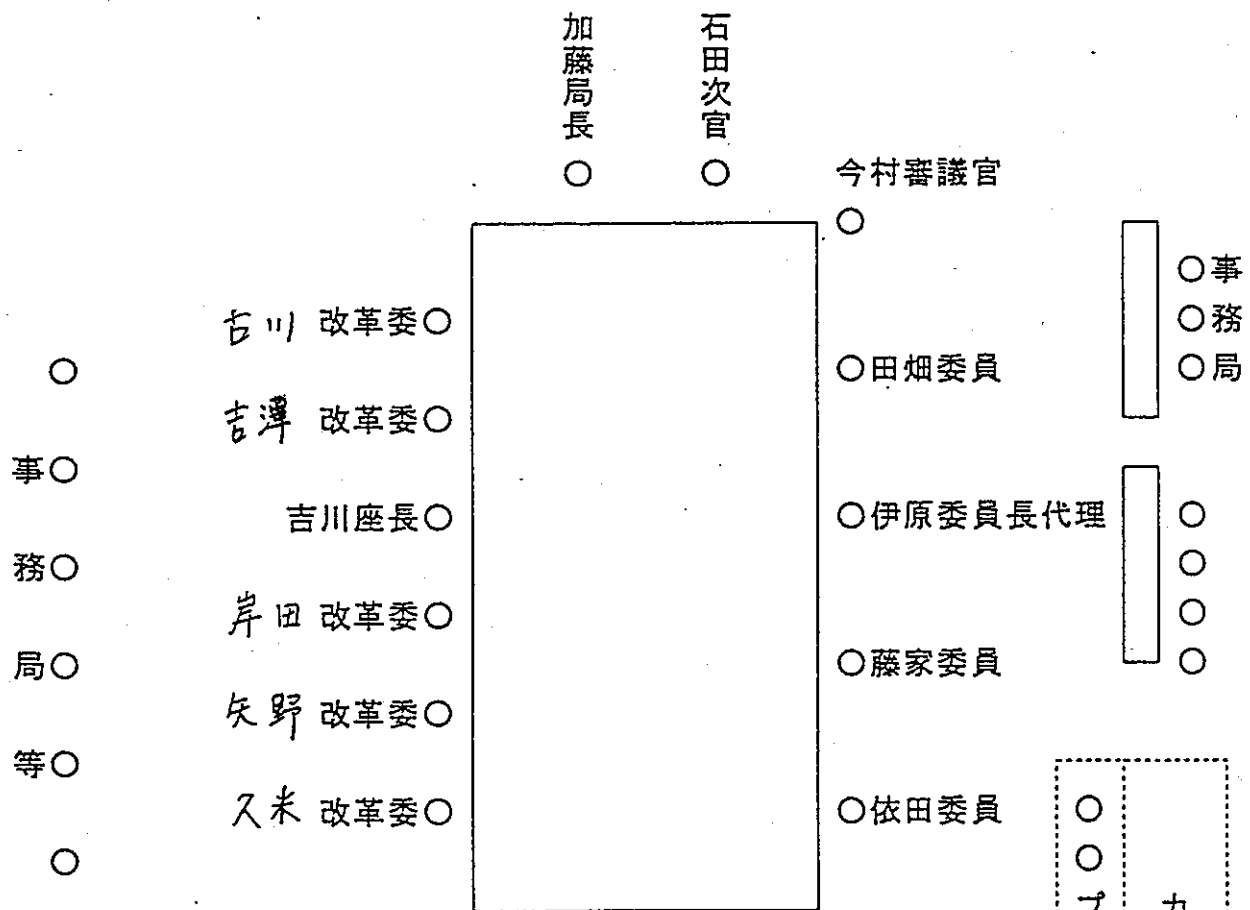 加藤局長
石田次官
今村審議官
古川 改革委
吉澤 改革委
吉川座長
岸田 改革委
矢野 改革委
久米 改革委
田畑委員
伊原委員長代理
藤家委員
依田委員
事務局
事務局等
プ
カ